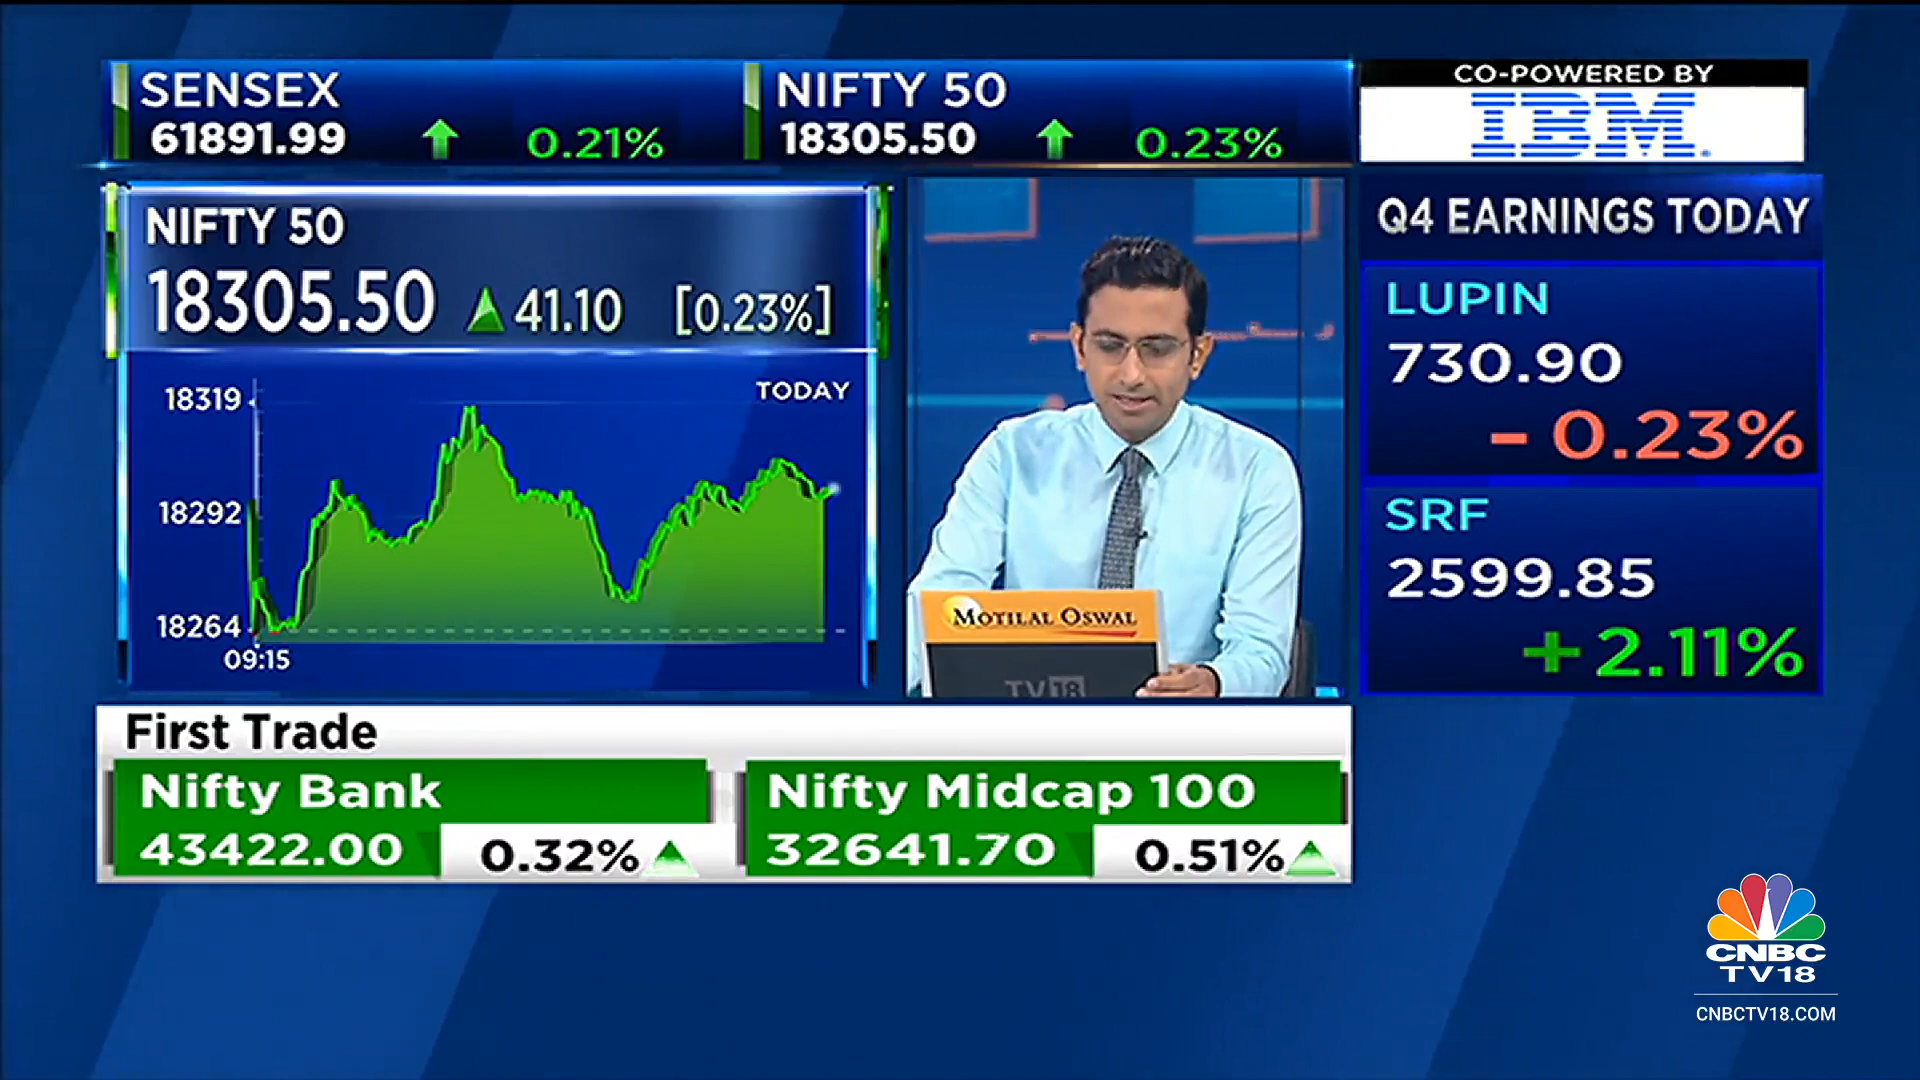 SENSEX
61891.99 0.21%
NIFTY 50
18305.50 0.23%
CO-POWERED BY
IBM
NIFTY 50
18305.50 41.10 [0.23%]
TODAY
18319
18292
18264
09:15
MOTILAL OSWAL
TV18
Q4 EARNINGS TODAY
LUPIN
730.90
- 0.23%
SRF
2599.85
+ 2.11%
First Trade
Nifty Bank
43422.00 0.32%
Nifty Midcap 100
32641.70 0.51%
CNBC
TV18
CNBCTV18.COM